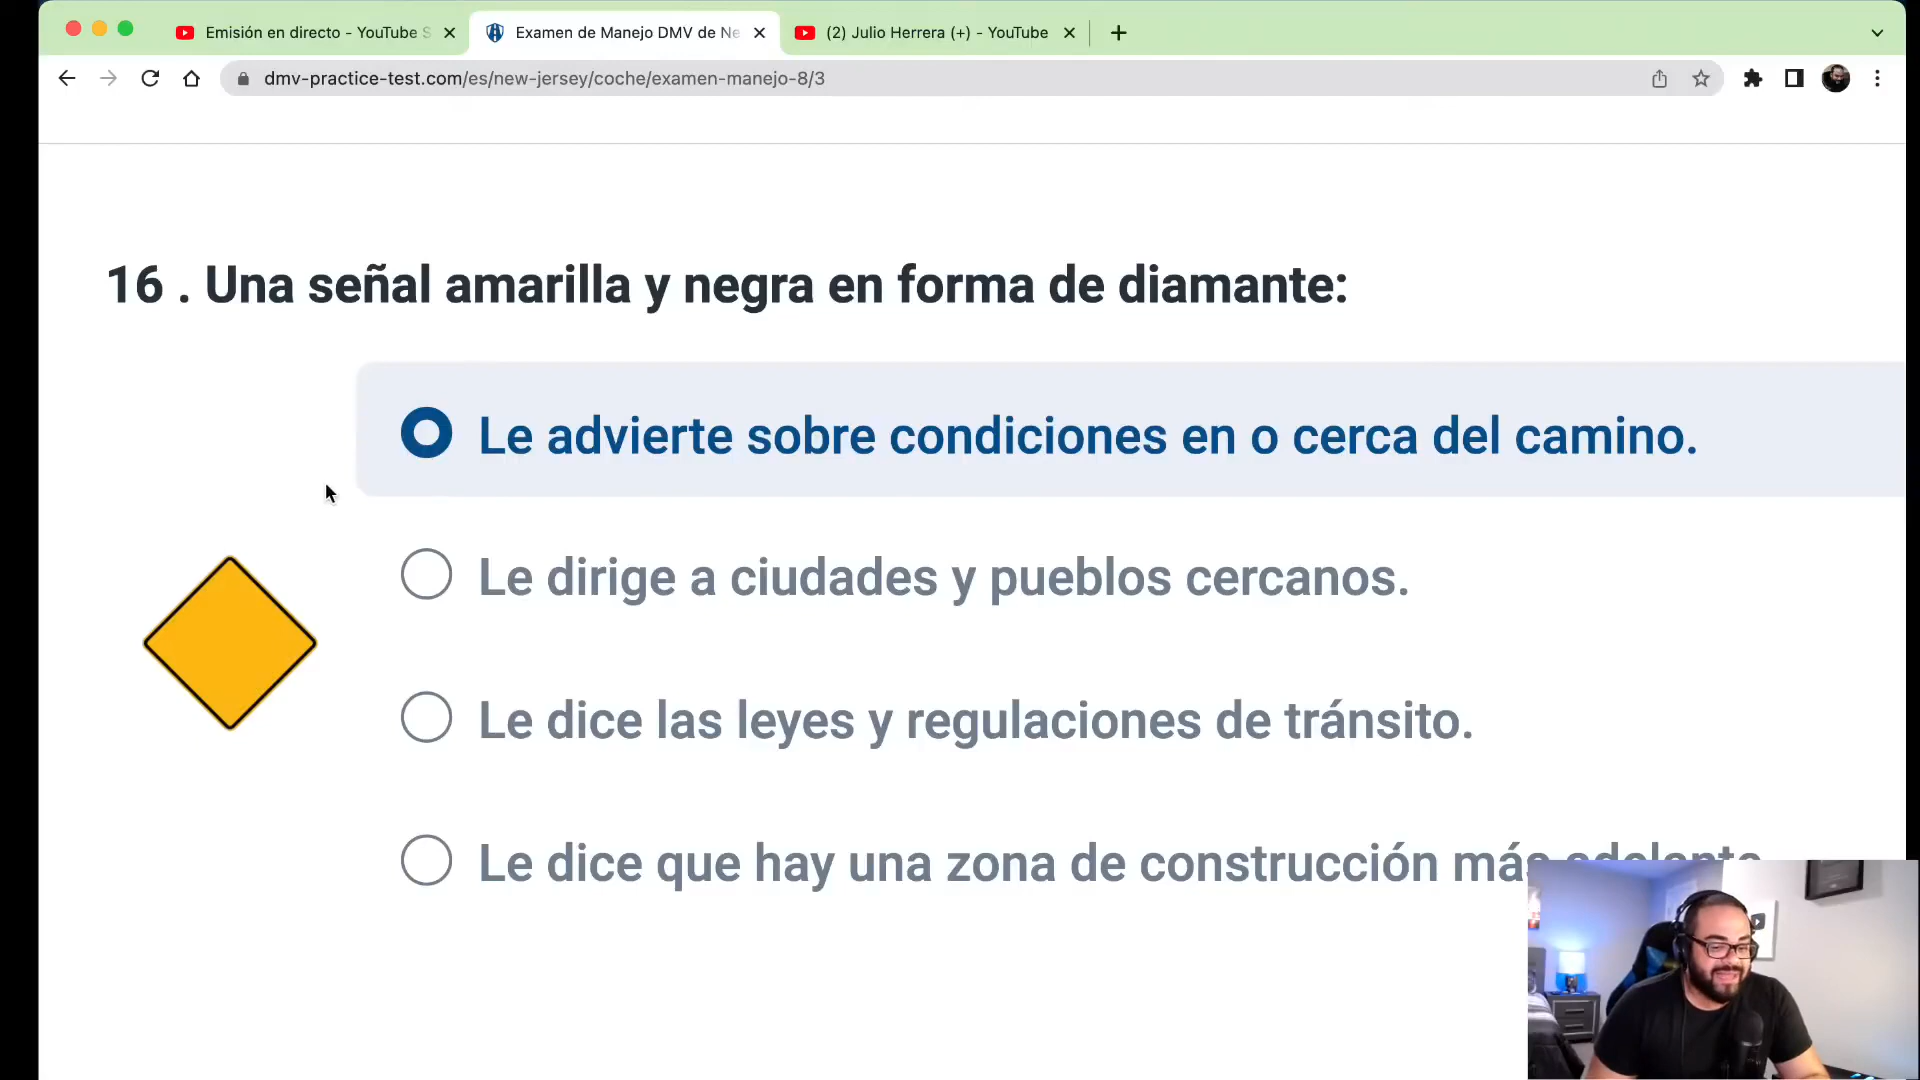 Emisión en directo - YouTube S
Examen de Manejo DMV de Ne
(2) Julio Herrera (+) - YouTube
dmv-practice-test.com/es/new-jersey/coche/examen-manejo-8/3
16 . Una señal amarilla y negra en forma de diamante:
Le advierte sobre condiciones en o cerca del camino.
Le dirige a ciudades y pueblos cercanos.
Le dice las leyes y regulaciones de tránsito.
Le dice que hay una zona de construcción más adelante